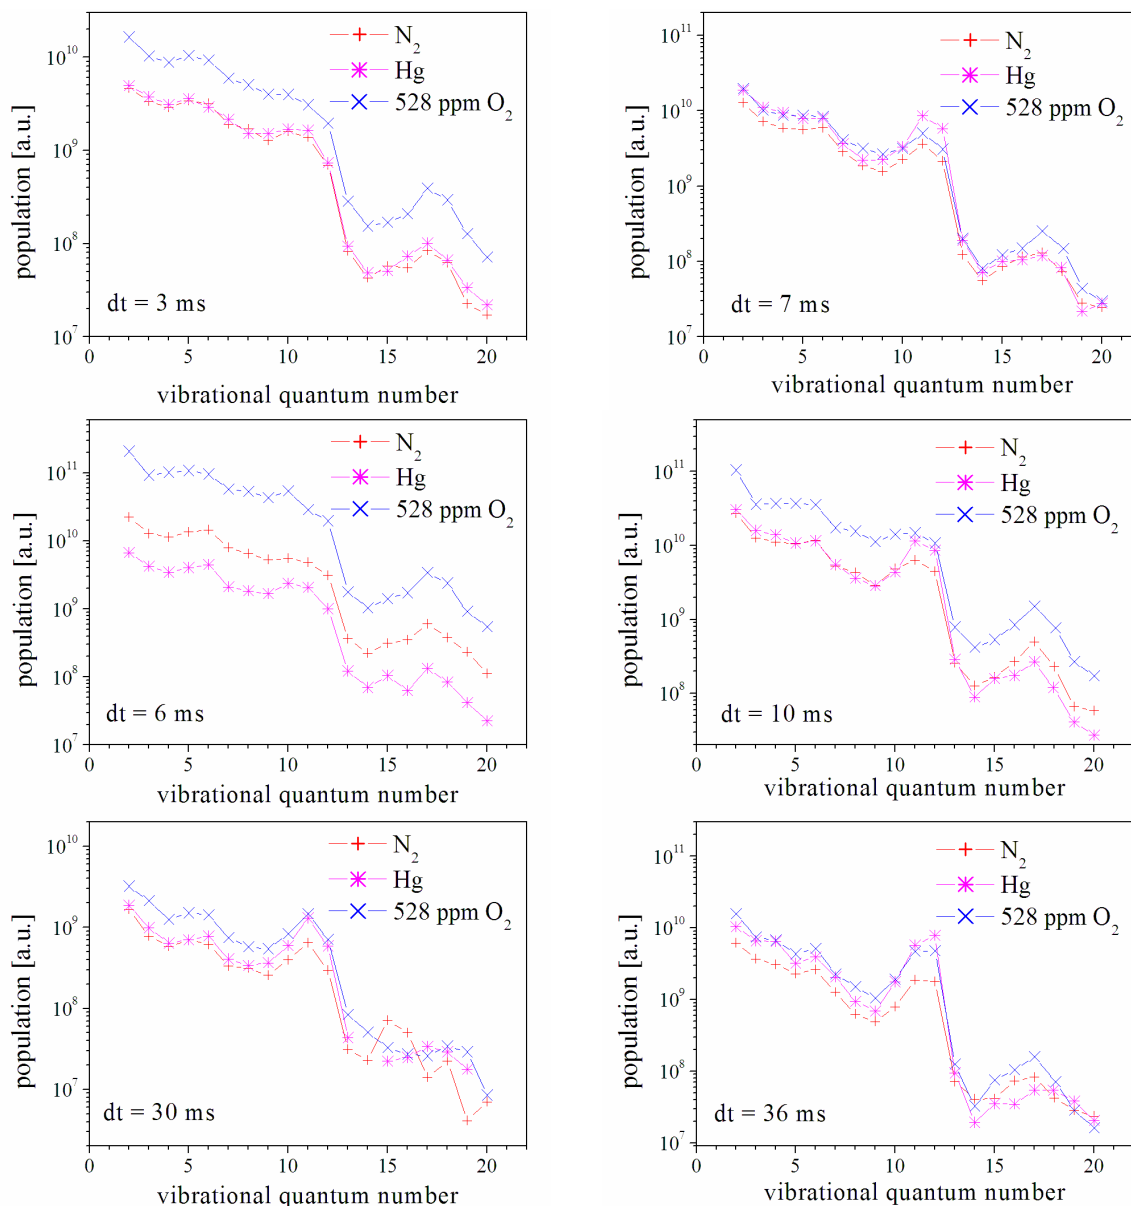 N2
Hg
528 ppm O2
10^10
10^9
10^8
10^7
population [a.u.]
dt = 3 ms
0 5 10 15 20
vibrational quantum number
N2
Hg
528 ppm O2
10^11
10^10
10^9
10^8
10^7
population [a.u.]
dt = 7 ms
0 5 10 15 20
vibrational quantum number
N2
Hg
528 ppm O2
10^11
10^10
10^9
10^8
10^7
population [a.u.]
dt = 6 ms
0 5 10 15 20
vibrational quantum number
N2
Hg
528 ppm O2
10^11
10^10
10^9
10^8
population [a.u.]
dt = 10 ms
0 5 10 15 20
vibrational quantum number
N2
Hg
528 ppm O2
10^10
10^9
10^8
10^7
population [a.u.]
dt = 30 ms
0 5 10 15 20
vibrational quantum number
N2
Hg
528 ppm O2
10^11
10^10
10^9
10^8
10^7
population [a.u.]
dt = 36 ms
0 5 10 15 20
vibrational quantum number